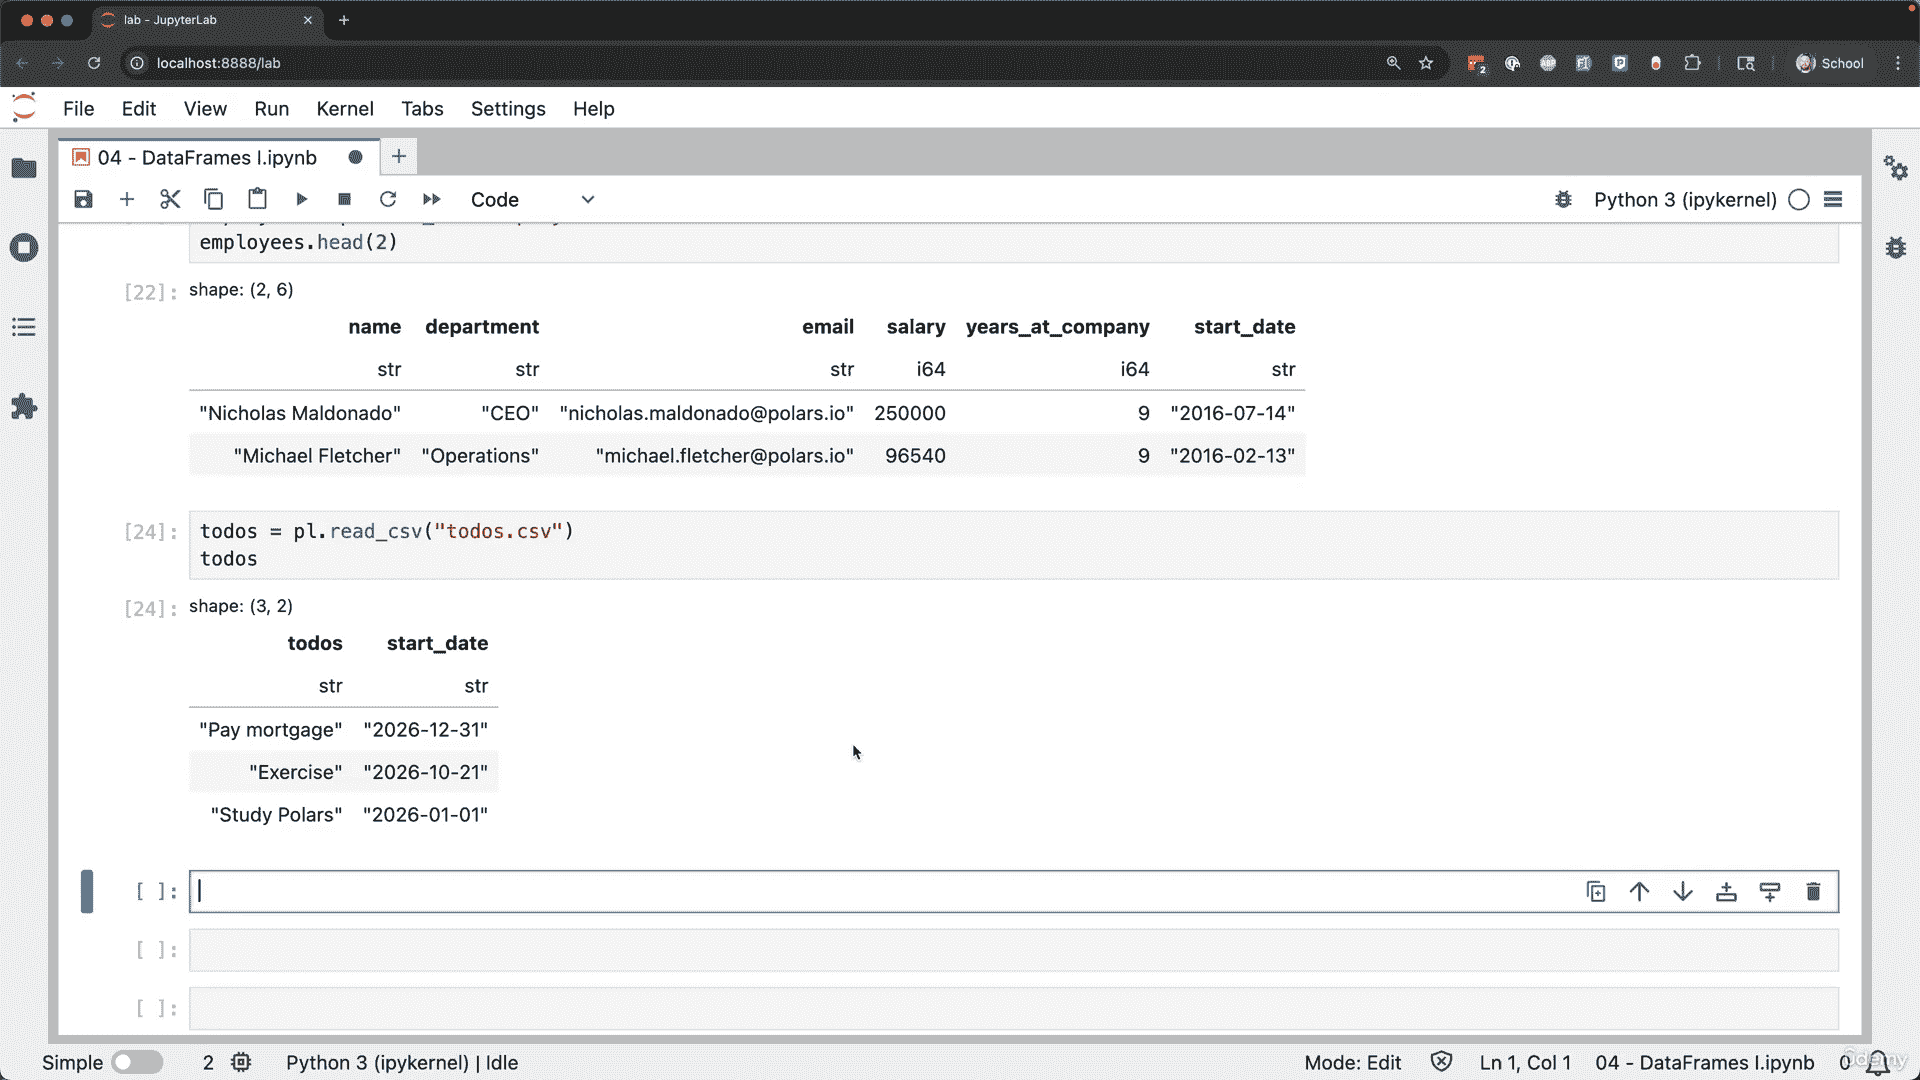 lab - JupyterLab
localhost:8888/lab
2
School
File Edit View Run Kernel Tabs Settings Help
04 - DataFrames I.ipynb
Code
Python 3 (ipykernel)
employees.head(2)
[22]: shape: (2, 6)
name department email salary years_at_company start_date
str str str i64 i64 str
"Nicholas Maldonado" "CEO" "nicholas.maldonado@polars.io" 250000 9 "2016-07-14"
"Michael Fletcher" "Operations" "michael.fletcher@polars.io" 96540 9 "2016-02-13"
[24]: todos = pl.read_csv("todos.csv")
todos
[24]: shape: (3, 2)
todos start_date
str str
"Pay mortgage" "2026-12-31"
"Exercise" "2026-10-21"
"Study Polars" "2026-01-01"
[ ]:
[ ]:
[ ]:
Simple 2 Python 3 (ipykernel) | Idle Mode: Edit Ln 1, Col 1 04 - DataFrames I.ipynb 0
Udemy